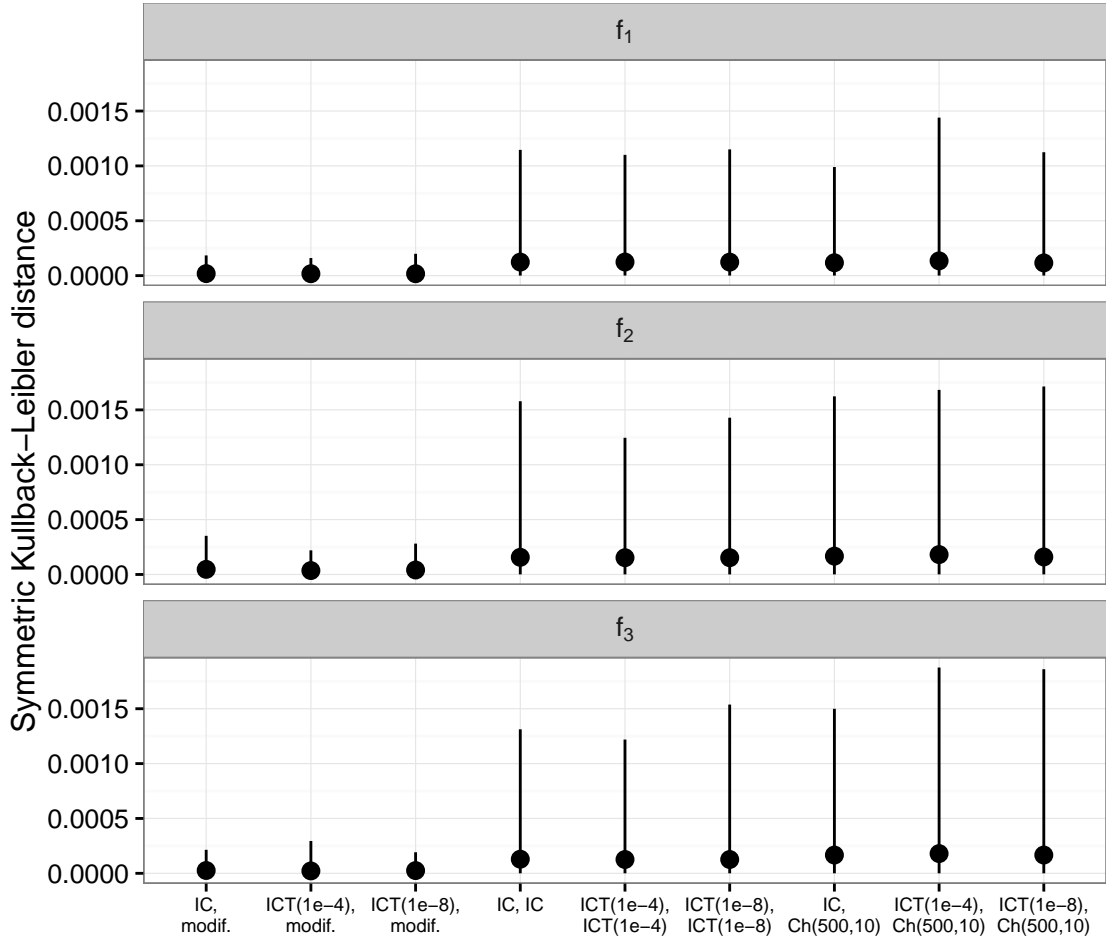 Symmetric Kullback−Leibler distance
f₁
0.0015
0.0010
0.0005
0.0000
f₂
0.0015
0.0010
0.0005
0.0000
f₃
0.0015
0.0010
0.0005
0.0000
IC,
modif.
ICT(1e−4),
modif.
ICT(1e−8),
modif.
IC, IC
ICT(1e−4),
ICT(1e−4)
ICT(1e−8),
ICT(1e−8)
IC,
Ch(500,10)
ICT(1e−4),
Ch(500,10)
ICT(1e−8),
Ch(500,10)